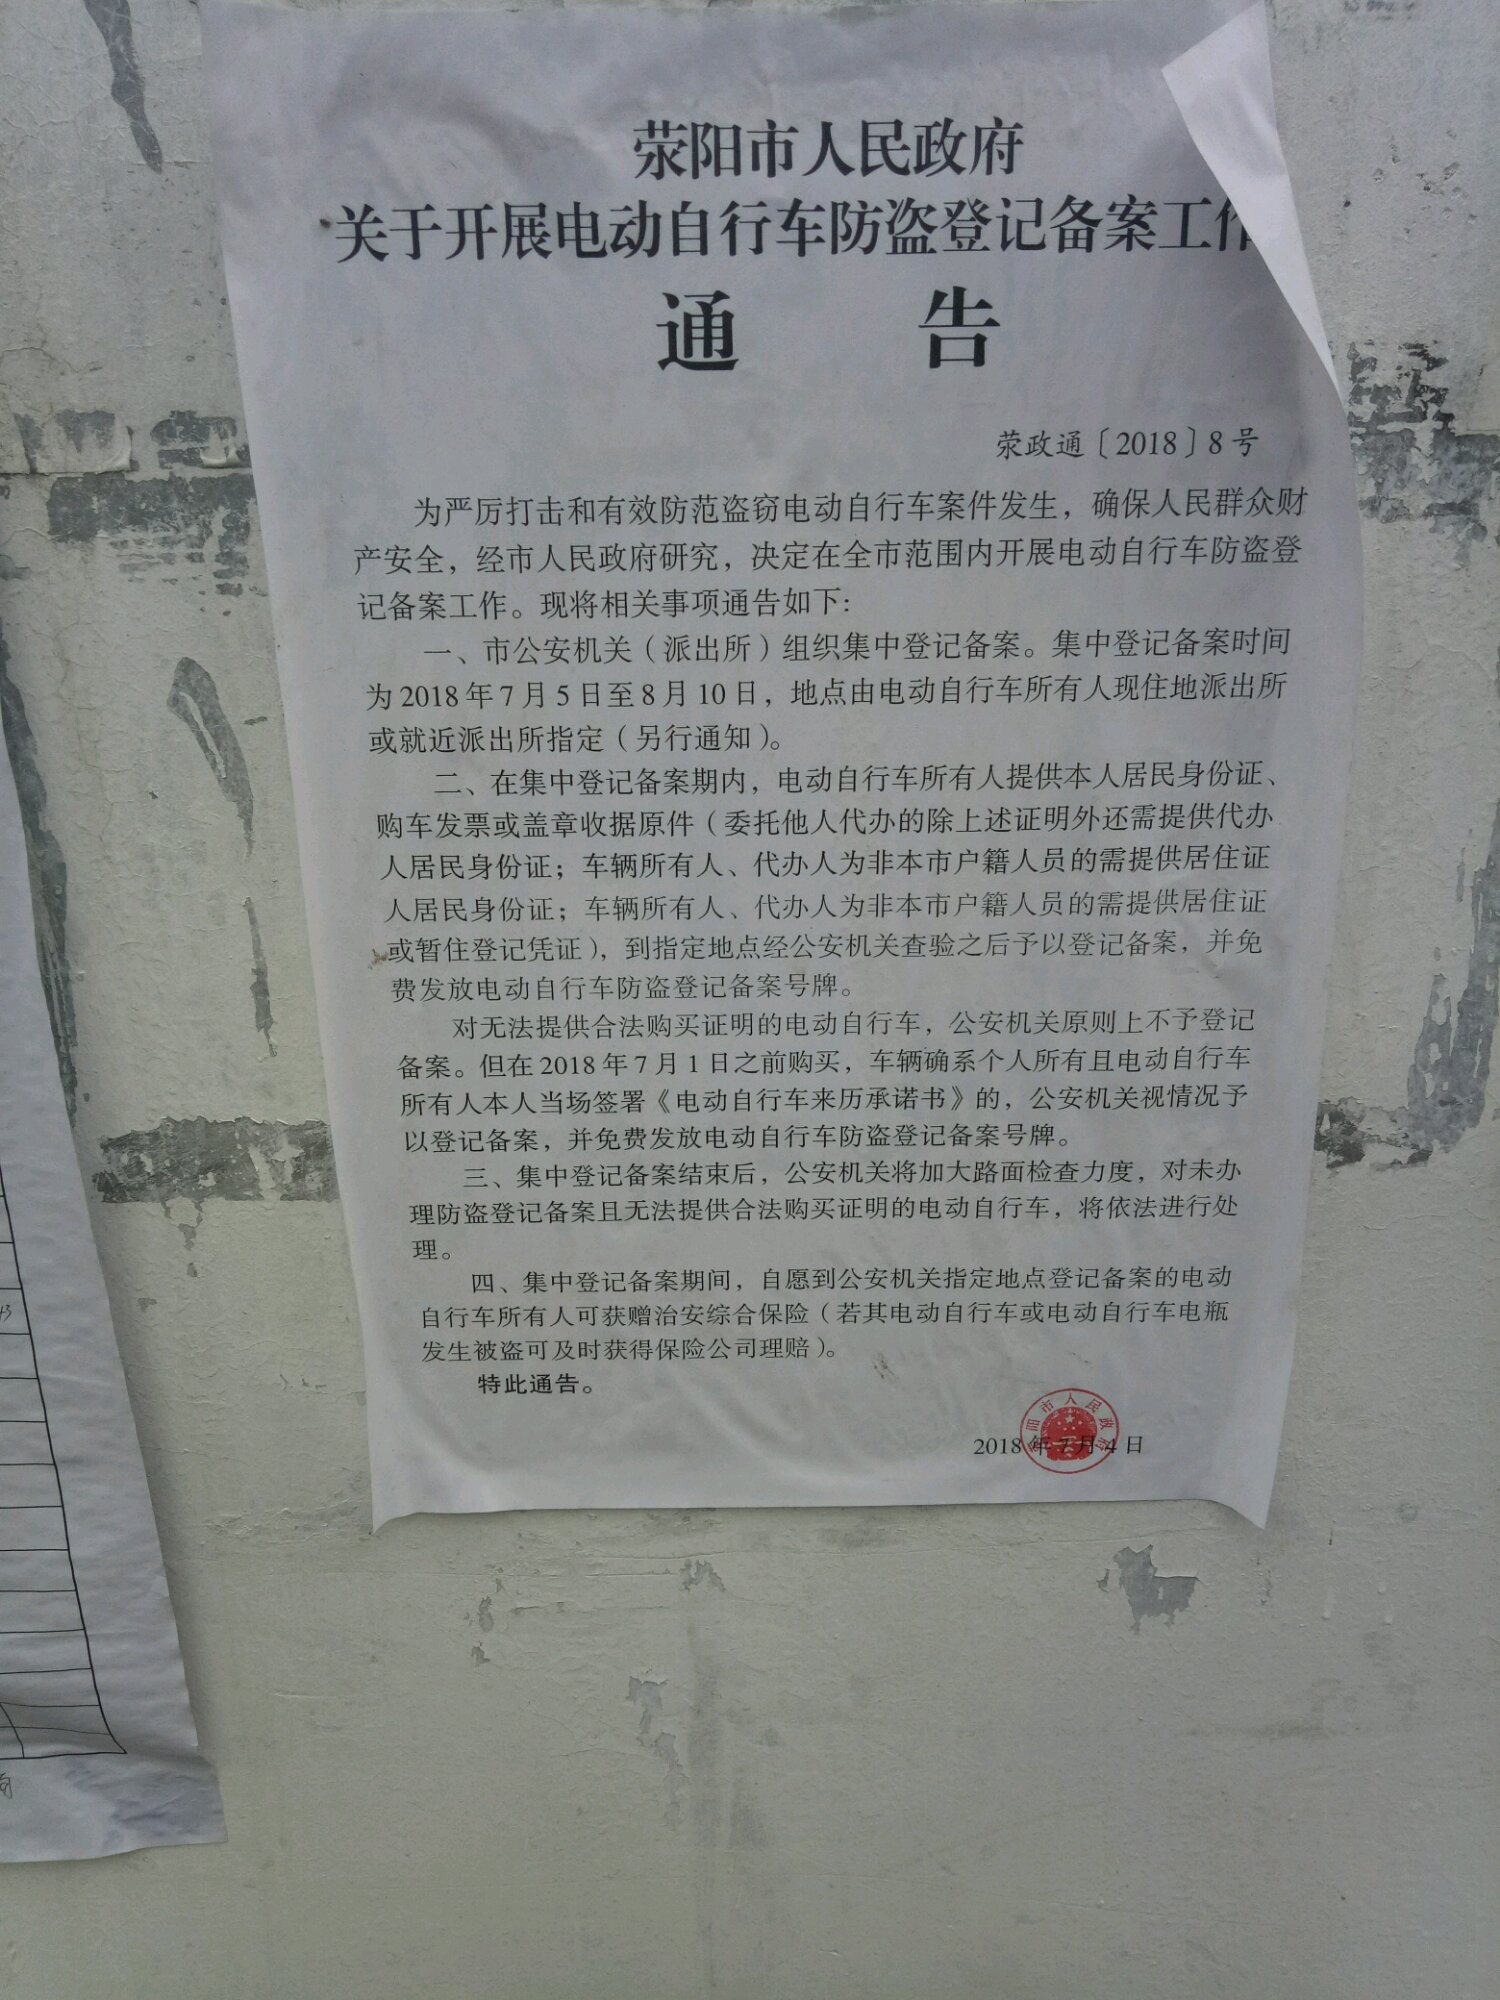 荥阳市人民政府
关于开展电动自行车防盗登记备案工作
通 告
荥政通〔2018〕8号
为严厉打击和有效防范盗窃电动自行车案件发生，确保人民群众财
产安全，经市人民政府研究，决定在全市范围内开展电动自行车防盗登
记备案工作。现将相关事项通告如下：
一、市公安机关（派出所）组织集中登记备案。集中登记备案时间
为2018年7月5日至8月10日，地点由电动自行车所有人现住地派出所
或就近派出所指定（另行通知）。
二、在集中登记备案期内，电动自行车所有人提供本人居民身份证、
购车发票或盖章收据原件（委托他人代办的除上述证明外还需提供代办
人居民身份证；车辆所有人、代办人为非本市户籍人员的需提供居住证
人居民身份证；车辆所有人、代办人为非本市户籍人员的需提供居住证
或暂住登记凭证），到指定地点经公安机关查验之后予以登记备案，并免
费发放电动自行车防盗登记备案号牌。
对无法提供合法购买证明的电动自行车，公安机关原则上不予登记
备案。但在2018年7月1日之前购买，车辆确系个人所有且电动自行车
所有人本人当场签署《电动自行车来历承诺书》的，公安机关视情况予
以登记备案，并免费发放电动自行车防盗登记备案号牌。
三、集中登记备案结束后，公安机关将加大路面检查力度，对未办
理防盗登记备案且无法提供合法购买证明的电动自行车，将依法进行处
理。
四、集中登记备案期间，自愿到公安机关指定地点登记备案的电动
自行车所有人可获赠治安综合保险（若其电动自行车或电动自行车电瓶
发生被盗可及时获得保险公司理赔）。
特此通告。
荥阳市人民政府
2018年7月4日